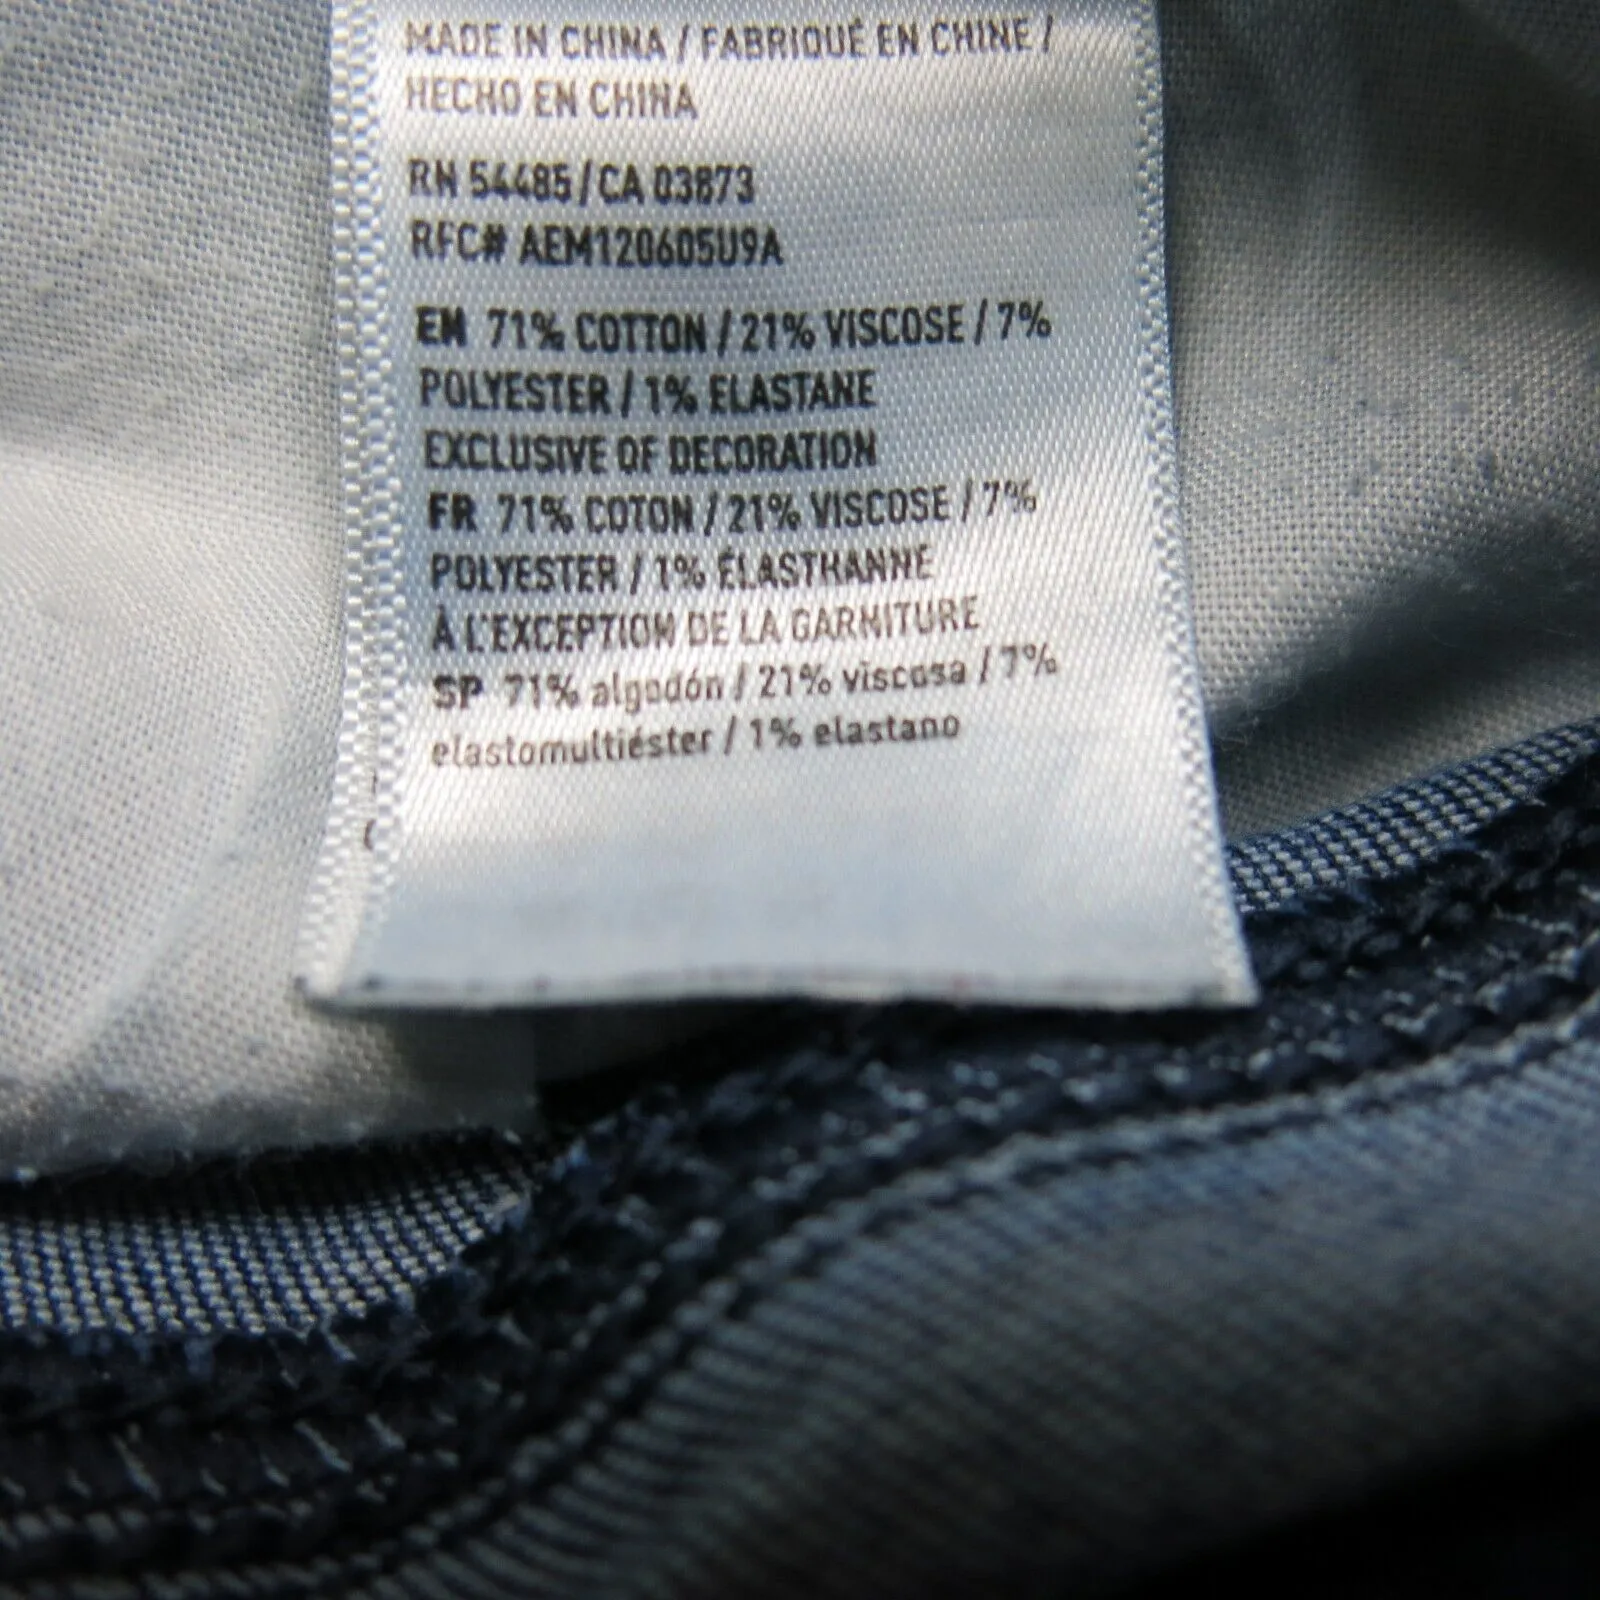 MADE IN CHINA / FABRIQUÉ EN CHINE /
HECHO EN CHINA
RN 54485 / CA 03873
RFC# AEM120605U9A
EN 71% COTTON / 21% VISCOSE / 7%
POLYESTER / 1% ELASTANE
EXCLUSIVE OF DECORATION
FR 71% COTON / 21% VISCOSE / 7%
POLYESTER / 1% ÉLASTHANNE
À L'EXCEPTION DE LA GARNITURE
SP 71% algodón / 21% viscosa / 7%
elastomultiéster / 1% elastano